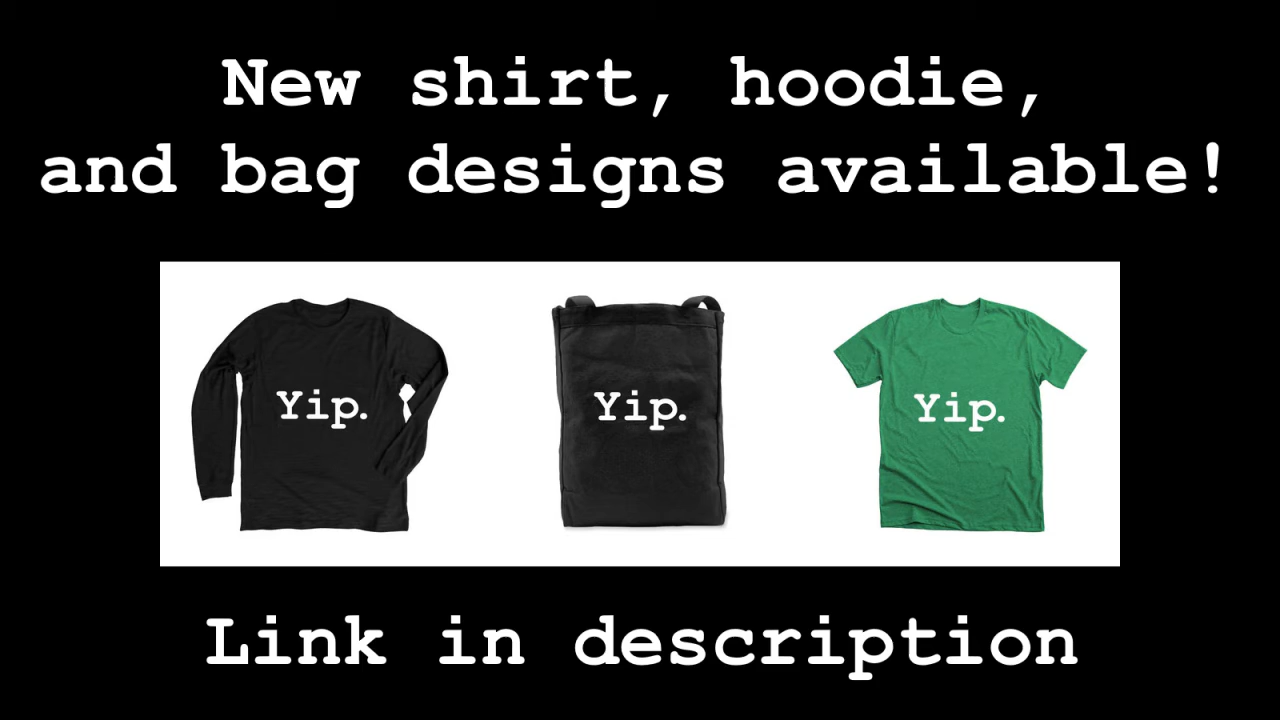 New shirt, hoodie,
and bag designs available!
Yip.
Yip.
Yip.
Link in description